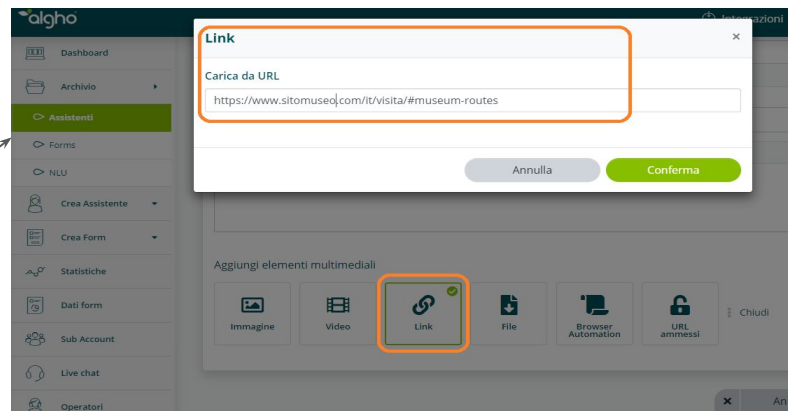 algho
Integrazioni
Dashboard
Archivio
Assistenti
Forms
NLU
Crea Assistente
Crea Form
Statistiche
Dati form
Sub Account
Live chat
Operatori
Link
×
Carica da URL
https://www.sitomuseo.com/it/visita/#museum-routes
Annulla
Conferma
Aggiungi elementi multimediali
Immagine
Video
Link
File
Browser
Automation
URL
ammessi
Chiudi
× An